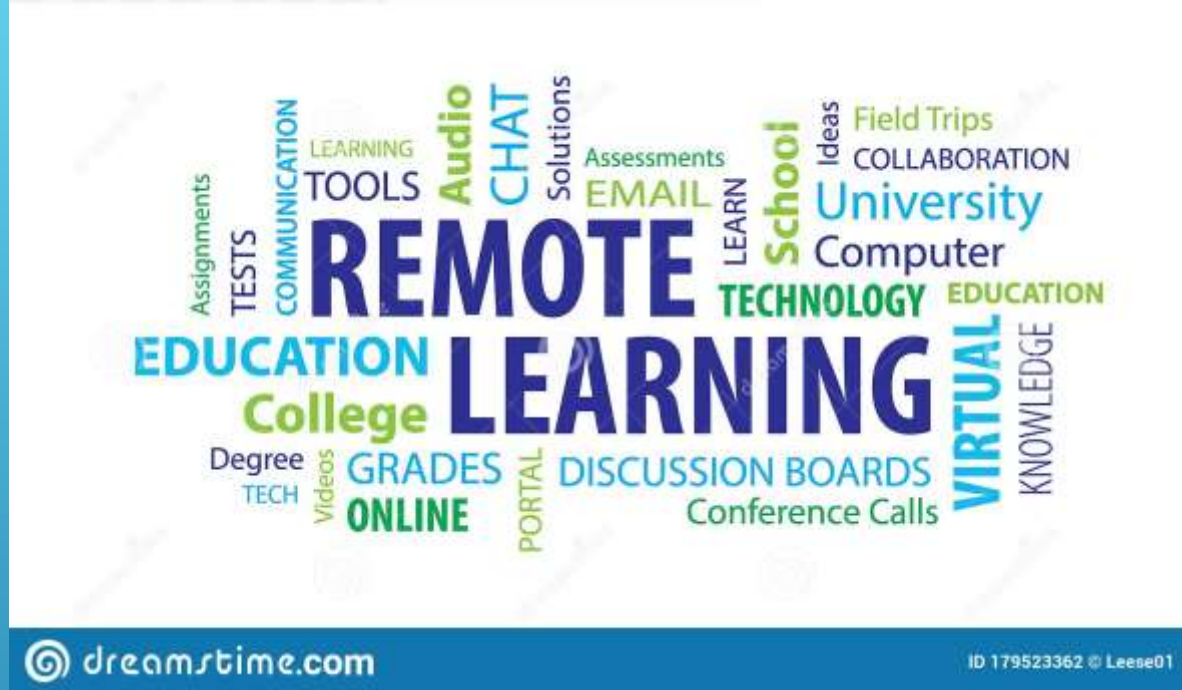 Assignments
TESTS
COMMUNICATION
LEARNING
TOOLS
Audio
CHAT
Solutions
Assessments
EMAIL
LEARN
School
Ideas
Field Trips
COLLABORATION
University
Computer
REMOTE
TECHNOLOGY
EDUCATION
EDUCATION
LEARNING
VIRTUAL
KNOWLEDGE
College
Degree
TECH
Videos
GRADES
ONLINE
PORTAL
DISCUSSION BOARDS
Conference Calls
dreamstime.com
ID 179523362 © Leese01